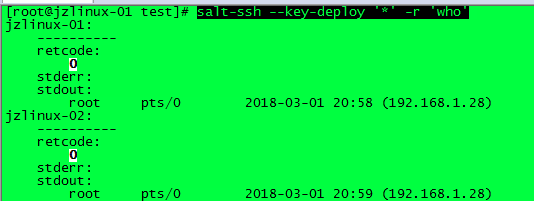 [root@jzlinux-01 test]# salt-ssh --key-deploy '*' -r 'who'
jzlinux-01:
    ----------
    retcode:
        0
    stderr:
    stdout:
        root     pts/0        2018-03-01 20:58 (192.168.1.28)
jzlinux-02:
    ----------
    retcode:
        0
    stderr:
    stdout:
        root     pts/0        2018-03-01 20:59 (192.168.1.28)